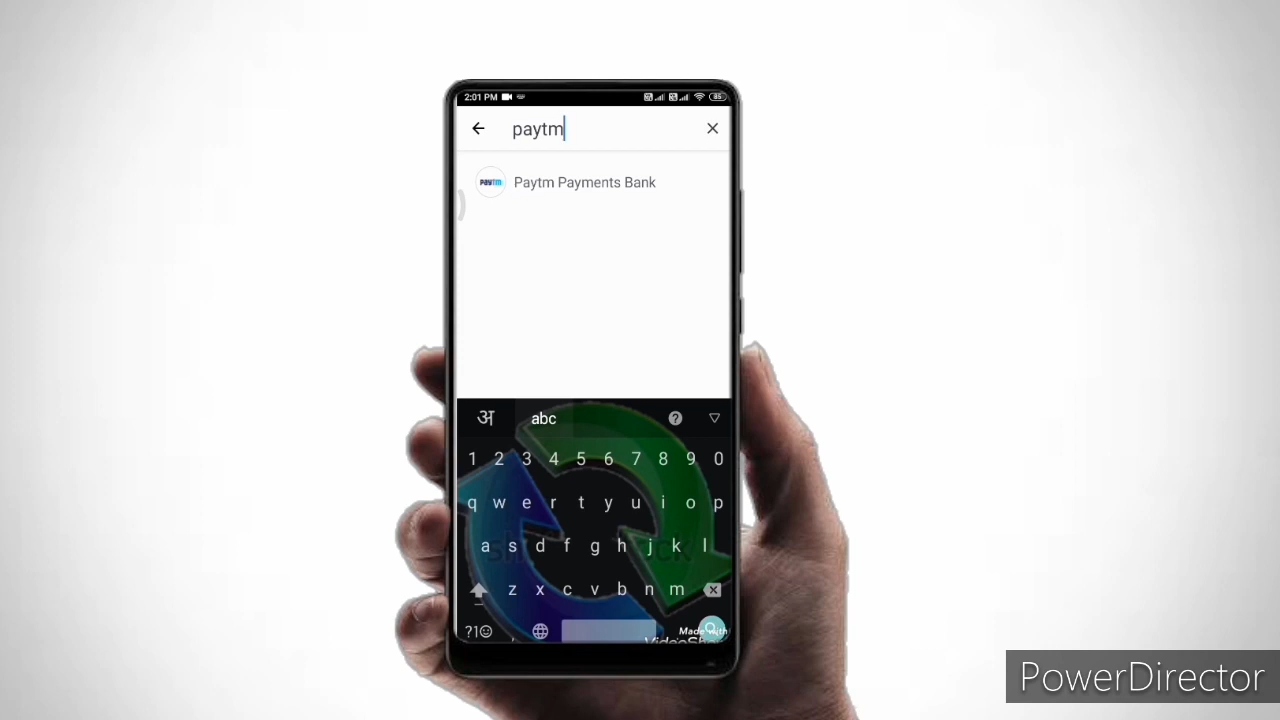 2:01 PM 85
paytm
Paytm Payments Bank
अ abc
1 2 3 4 5 6 7 8 9 0
q w e r t y u i o p
a s d f g h j k l
z x c v b n m
?1☺ ,
Made with
PowerDirector